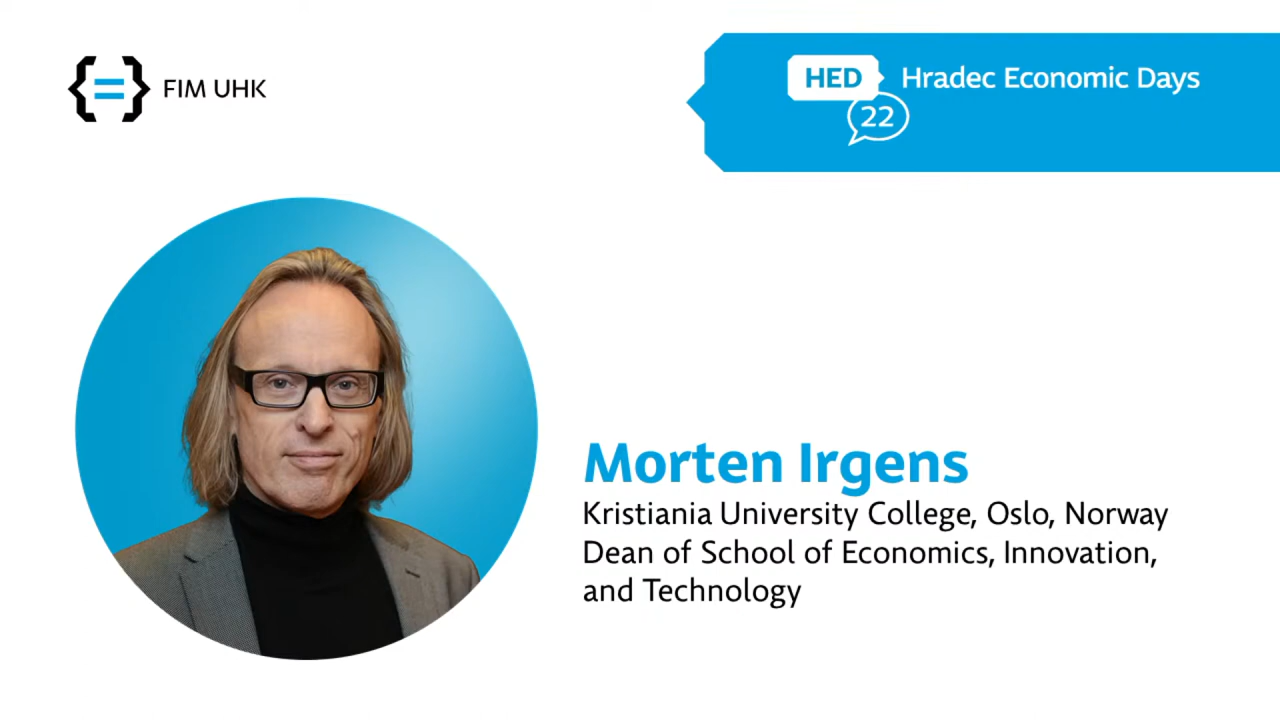 {=} FIM UHK
HED Hradec Economic Days
22
Morten Irgens
Kristiania University College, Oslo, Norway
Dean of School of Economics, Innovation,
and Technology